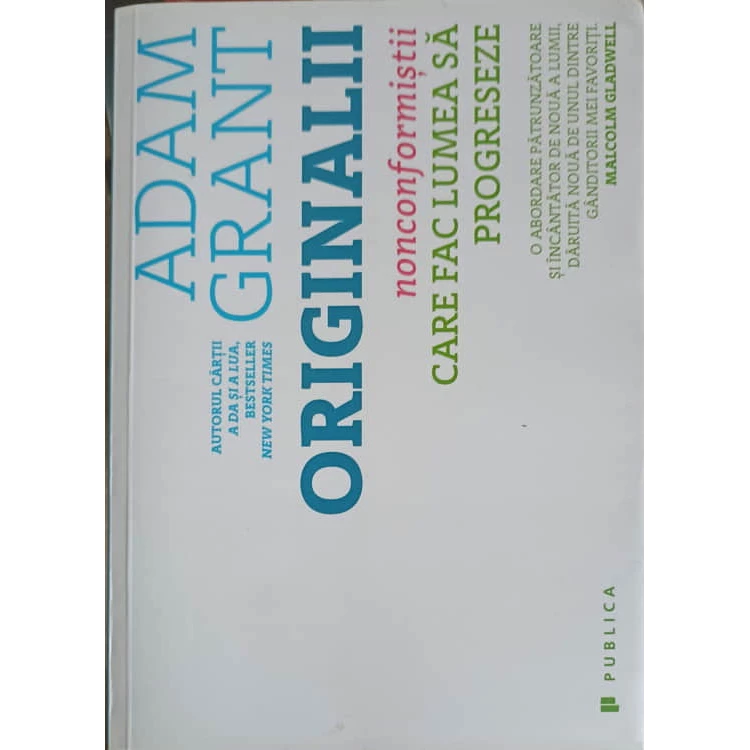 ADAM
GRANT
AUTORUL CĂRȚII
A DA ȘI A LUA,
BESTSELLER
NEW YORK TIMES
ORIGINALII
nonconformiștii
CARE FAC LUMEA SĂ
PROGRESEZE
O ABORDARE PĂTRUNZĂTOARE
ȘI ÎNCÂNTĂTOR DE NOUĂ A LUMII,
DĂRUITĂ NOUĂ DE UNUL DINTRE
GÂNDITORII MEI FAVORIȚI.
MALCOLM GLADWELL
PUBLICA